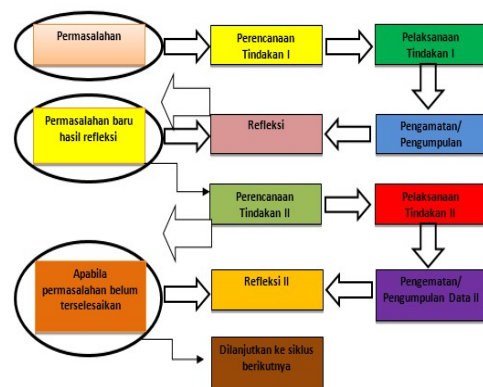 Permasalahan
Perencanaan
Tindakan I
Pelaksanaan
Tindakan I
Permasalahan baru
hasil refleksi
Refleksi
Pengamatan/
Pengumpulan
Perencanaan
Tindakan II
Pelaksanaan
Tindakan II
Apabila
permasalahan belum
terselesaikan
Refleksi II
Pengematan/
Pengumpulan Data II
Dilanjutkan ke siklus
berikutnya